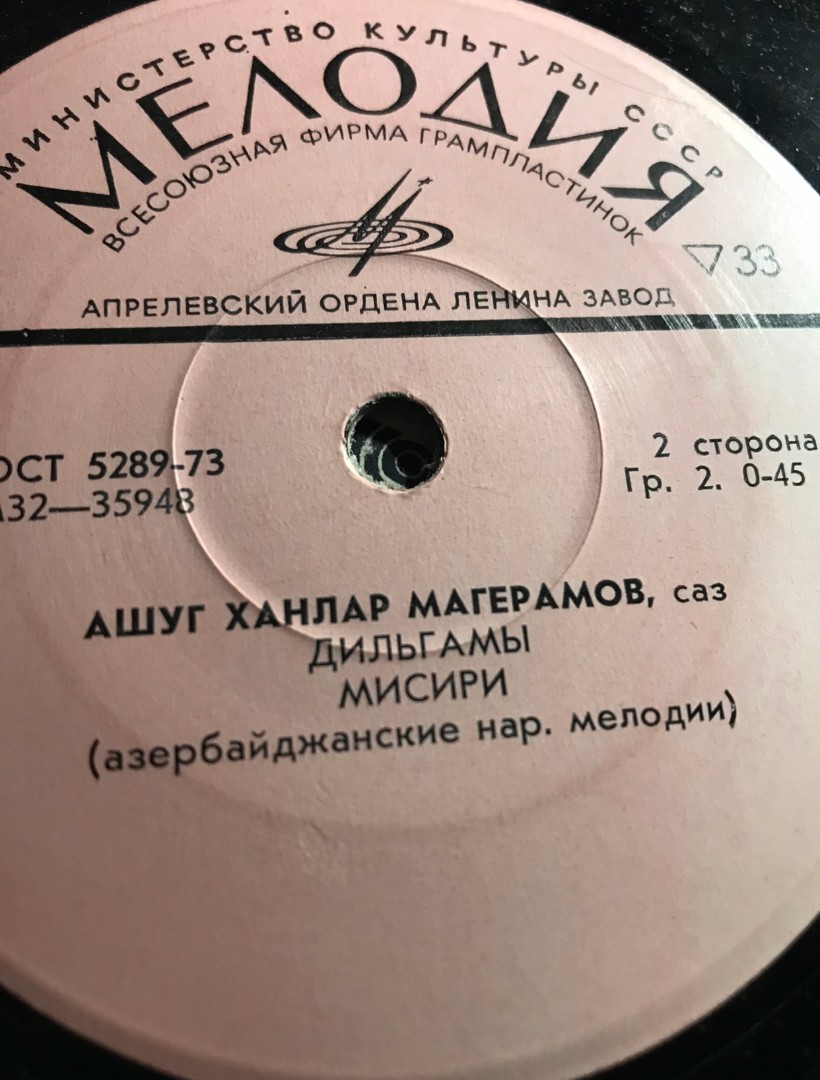 МИНИСТЕРСТВО КУЛЬТУРЫ СССР
МЕЛОДИЯ
ВСЕСОЮЗНАЯ ФИРМА ГРАМПЛАСТИНОК
33
АПРЕЛЕВСКИЙ ОРДЕНА ЛЕНИНА ЗАВОД
ОСТ 5289-73
32—35948
2 сторона
Гр. 2. 0-45
АШУГ ХАНЛАР МАГЕРАМОВ, саз
ДИЛЬГАМЫ
МИСИРИ
(азербайджанские нар. мелодии)